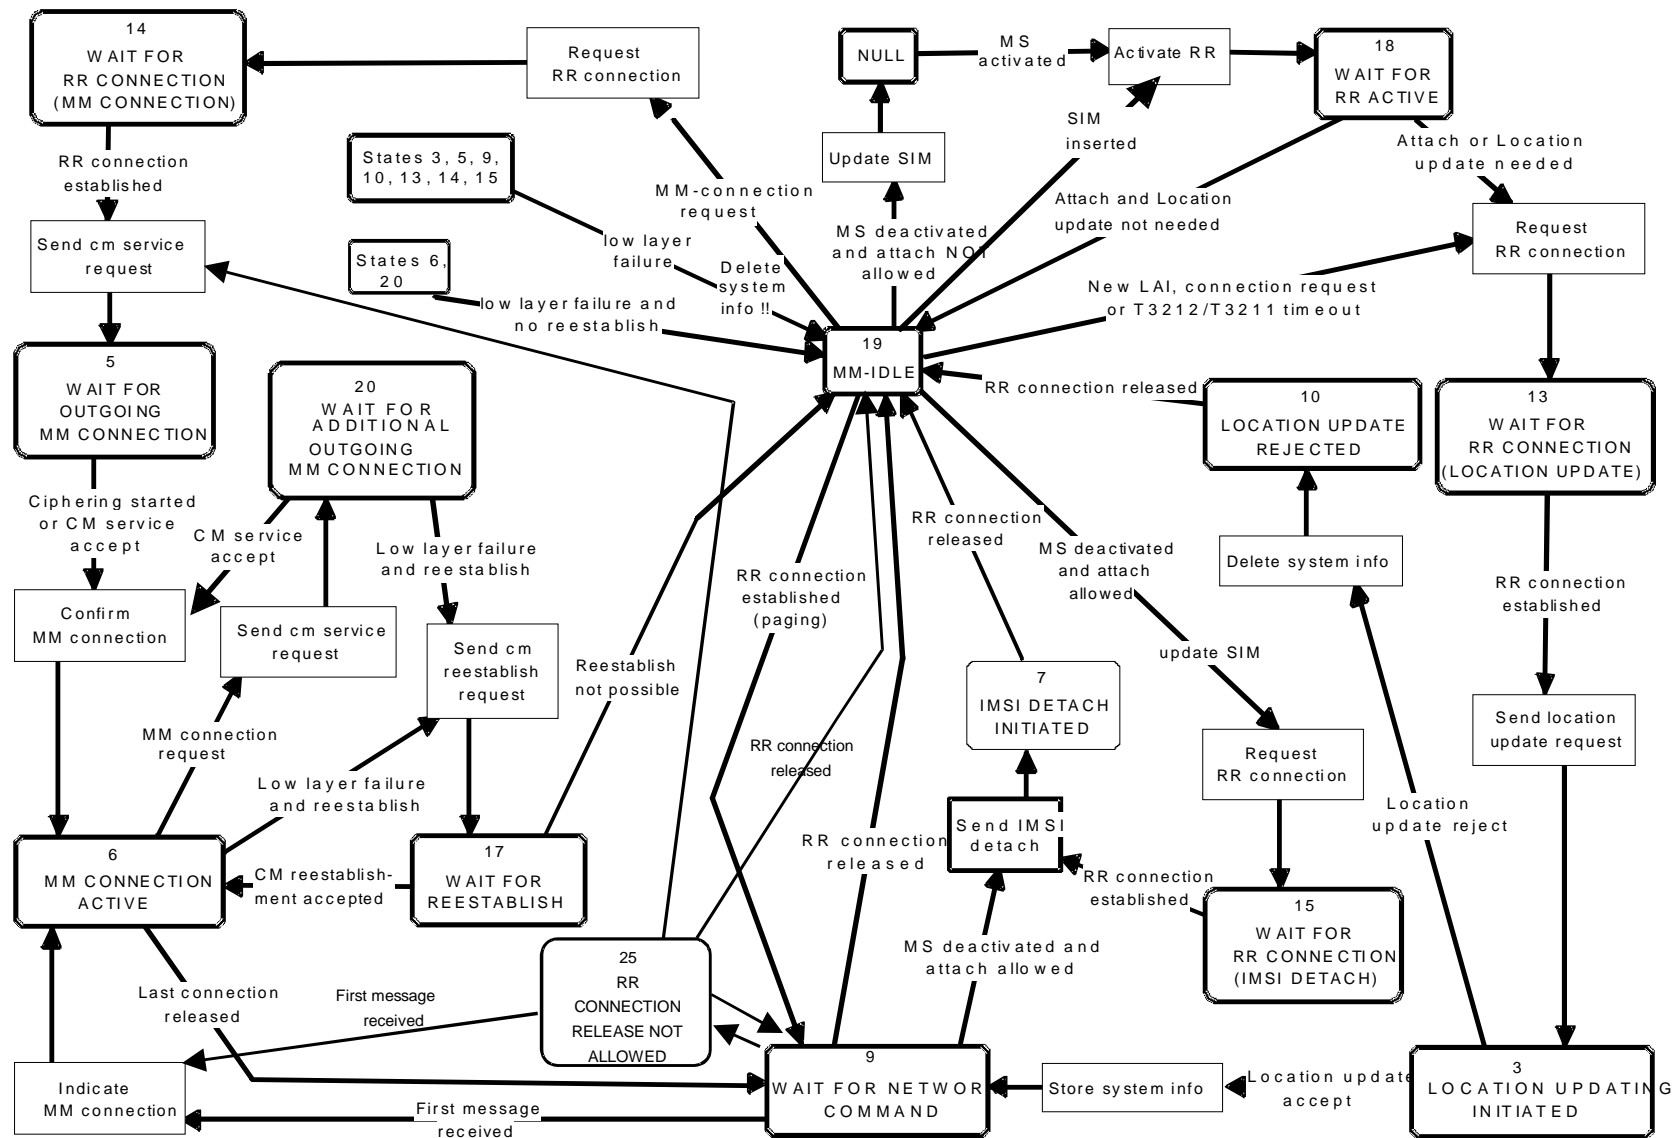 14
WAIT FOR
RR CONNECTION
(MM CONNECTION)
Request
RR connection
NULL
MS
activated
Activate RR
18
WAIT FOR
RR ACTIVE
RR connection
established
States 3, 5, 9,
10, 13, 14, 15
Update SIM
SIM
inserted
Attach or Location
update needed
MM-connection
request
Attach and Location
update not needed
Send cm service
request
States 6,
20
low layer
failure
Delete
system
info !!
MS deactivated
and attach NOT
allowed
Request
RR connection
low layer failure and
no reestablish
New LAI, connection request
or T3212/T3211 timeout
5
WAIT FOR
OUTGOING
MM CONNECTION
20
WAIT FOR
ADDITIONAL
OUTGOING
MM CONNECTION
19
MM-IDLE
RR connection released
10
LOCATION UPDATE
REJECTED
13
WAIT FOR
RR CONNECTION
(LOCATION UPDATE)
Ciphering started
or CM service
accept
CM service
accept
Low layer failure
and reestablish
RR connection
released
MS deactivated
and attach
allowed
Delete system info
RR connection
established
(paging)
RR connection
established
Confirm
MM connection
Send cm service
request
Send cm
reestablish
request
Reestablish
not possible
update SIM
7
IMSI DETACH
INITIATED
Send location
update request
MM connection
request
RR connection
released
Request
RR connection
Low layer failure
and reestablish
Location
update reject
Send IMSI
detach
RR connection
released
6
MM CONNECTION
ACTIVE
CM reestablish-
ment accepted
17
WAIT FOR
REESTABLISH
RR connection
established
15
WAIT FOR
RR CONNECTION
(IMSI DETACH)
MS deactivated and
attach allowed
25
RR
CONNECTION
RELEASE NOT
ALLOWED
Last connection
released
First message
received
Indicate
MM connection
First message
received
9
WAIT FOR NETWOR
COMMAND
Store system info
Location update
accept
3
LOCATION UPDATING
INITIATED